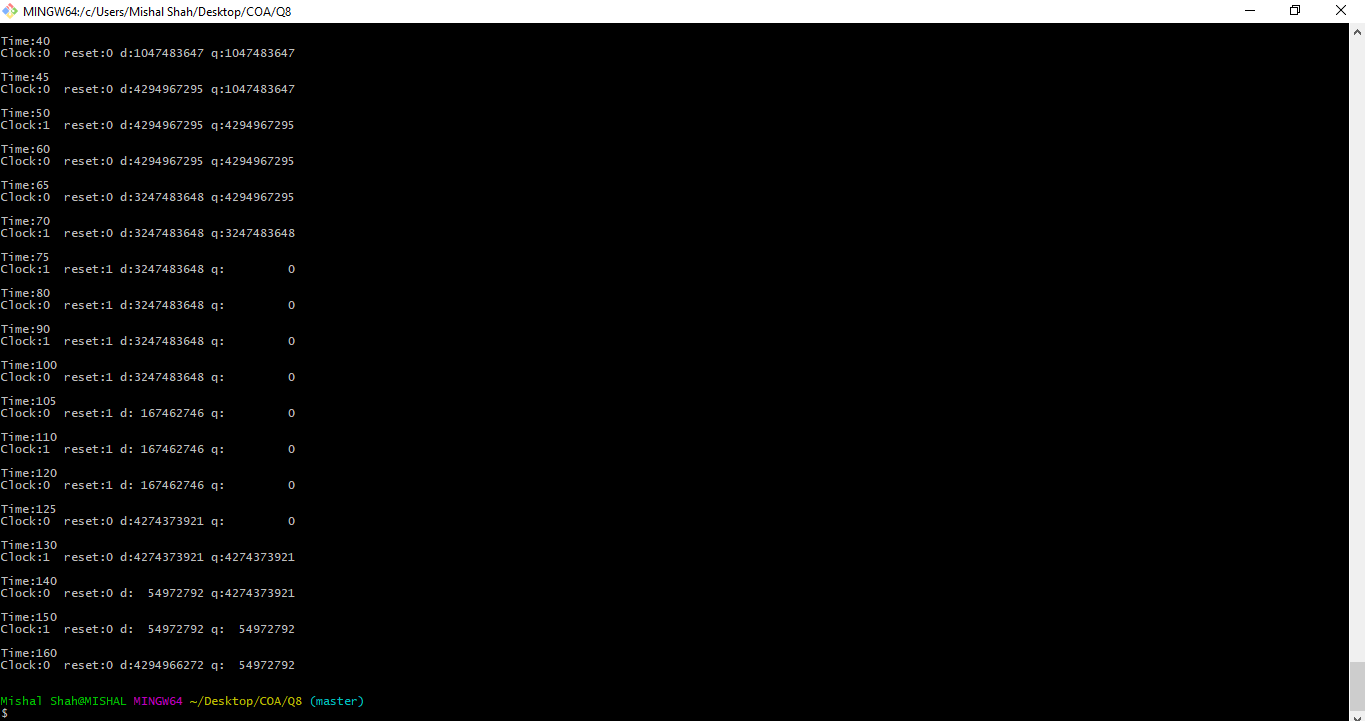 MINGW64:/c/Users/Mishal Shah/Desktop/COA/Q8
Time:40
Clock:0  reset:0 d:1047483647 q:1047483647
Time:45
Clock:0  reset:0 d:4294967295 q:1047483647
Time:50
Clock:1  reset:0 d:4294967295 q:4294967295
Time:60
Clock:0  reset:0 d:4294967295 q:4294967295
Time:65
Clock:0  reset:0 d:3247483648 q:4294967295
Time:70
Clock:1  reset:0 d:3247483648 q:3247483648
Time:75
Clock:1  reset:1 d:3247483648 q:         0
Time:80
Clock:0  reset:1 d:3247483648 q:         0
Time:90
Clock:1  reset:1 d:3247483648 q:         0
Time:100
Clock:0  reset:1 d:3247483648 q:         0
Time:105
Clock:0  reset:1 d: 167462746 q:         0
Time:110
Clock:1  reset:1 d: 167462746 q:         0
Time:120
Clock:0  reset:1 d: 167462746 q:         0
Time:125
Clock:0  reset:0 d:4274373921 q:         0
Time:130
Clock:1  reset:0 d:4274373921 q:4274373921
Time:140
Clock:0  reset:0 d:  54972792 q:4274373921
Time:150
Clock:1  reset:0 d:  54972792 q:  54972792
Time:160
Clock:0  reset:0 d:4294966272 q:  54972792
Mishal Shah@MISHAL MINGW64 ~/Desktop/COA/Q8 (master)
$